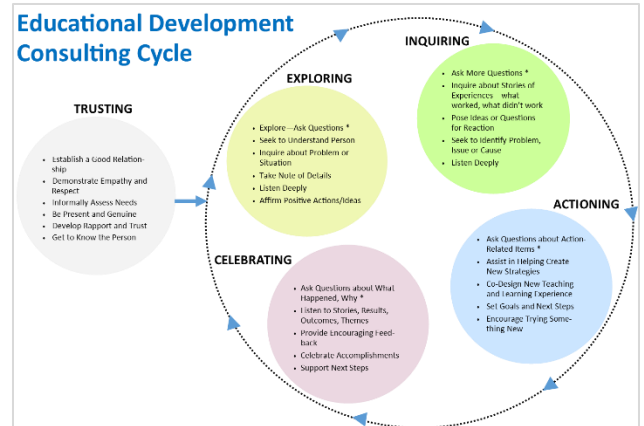 Educational Development
Consulting Cycle
TRUSTING
• Establish a Good Relation-
ship
• Demonstrate Empathy and
Respect
• Informally Assess Needs
• Be Present and Genuine
• Develop Rapport and Trust
• Get to Know the Person
EXPLORING
• Explore—Ask Questions *
• Seek to Understand Person
• Inquire about Problem or
Situation
• Take Note of Details
• Listen Deeply
• Affirm Positive Actions/Ideas
INQUIRING
• Ask More Questions *
• Inquire about Stories of
Experiences—what
worked, what didn't work
• Pose Ideas or Questions
for Reaction
• Seek to Identify Problem,
Issue or Cause
• Listen Deeply
ACTIONING
• Ask Questions about Action-
Related Items *
• Assist in Helping Create
New Strategies
• Co-Design New Teaching
and Learning Experience
• Set Goals and Next Steps
• Encourage Trying Some-
thing New
CELEBRATING
• Ask Questions about What
Happened, Why *
• Listen to Stories, Results,
Outcomes, Themes
• Provide Encouraging Feed-
back
• Celebrate Accomplishments
• Support Next Steps